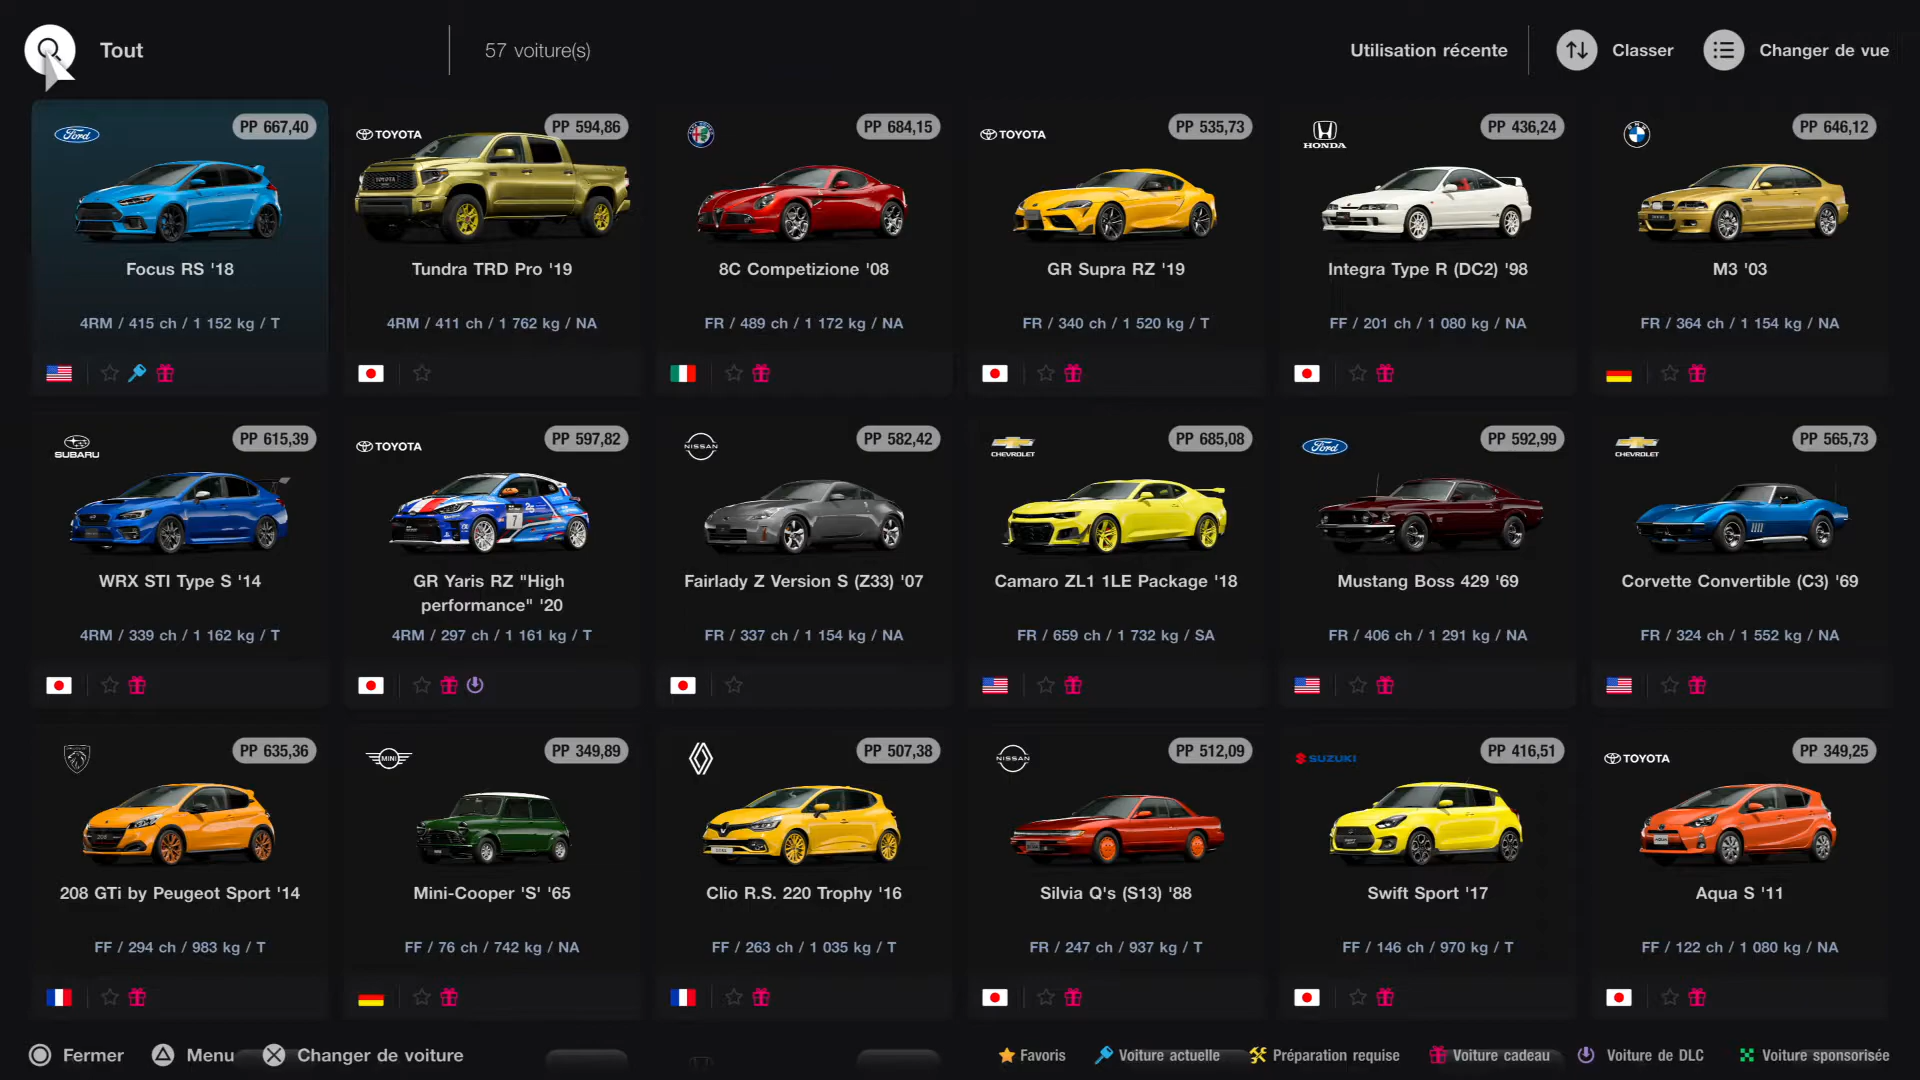 Tout
57 voiture(s)
Utilisation récente
Classer
Changer de vue
Ford
PP 667,40
Focus RS '18
4RM / 415 ch / 1 152 kg / T
TOYOTA
PP 594,86
Tundra TRD Pro '19
4RM / 411 ch / 1 762 kg / NA
PP 684,15
8C Competizione '08
FR / 489 ch / 1 172 kg / NA
TOYOTA
PP 535,73
GR Supra RZ '19
FR / 340 ch / 1 520 kg / T
HONDA
PP 436,24
Integra Type R (DC2) '98
FF / 201 ch / 1 080 kg / NA
PP 646,12
M3 '03
FR / 364 ch / 1 154 kg / NA
SUBARU
PP 615,39
WRX STI Type S '14
4RM / 339 ch / 1 162 kg / T
TOYOTA
PP 597,82
7
GR Yaris RZ "High
performance" '20
4RM / 297 ch / 1 161 kg / T
NISSAN
PP 582,42
Fairlady Z Version S (Z33) '07
FR / 337 ch / 1 154 kg / NA
CHEVROLET
PP 685,08
Camaro ZL1 1LE Package '18
FR / 659 ch / 1 732 kg / SA
Ford
PP 592,99
Mustang Boss 429 '69
FR / 406 ch / 1 291 kg / NA
CHEVROLET
PP 565,73
Corvette Convertible (C3) '69
FR / 324 ch / 1 552 kg / NA
PP 635,36
208 GTi by Peugeot Sport '14
FF / 294 ch / 983 kg / T
MINI
PP 349,89
Mini-Cooper 'S' '65
FF / 76 ch / 742 kg / NA
PP 507,38
Clio R.S. 220 Trophy '16
FF / 263 ch / 1 035 kg / T
NISSAN
PP 512,09
Silvia Q's (S13) '88
FR / 247 ch / 937 kg / T
SUZUKI
PP 416,51
Swift Sport '17
FF / 146 ch / 970 kg / T
TOYOTA
PP 349,25
Aqua S '11
FF / 122 ch / 1 080 kg / NA
Fermer
Menu
Changer de voiture
Favoris
Voiture actuelle
Préparation requise
Voiture cadeau
Voiture de DLC
Voiture sponsorisée